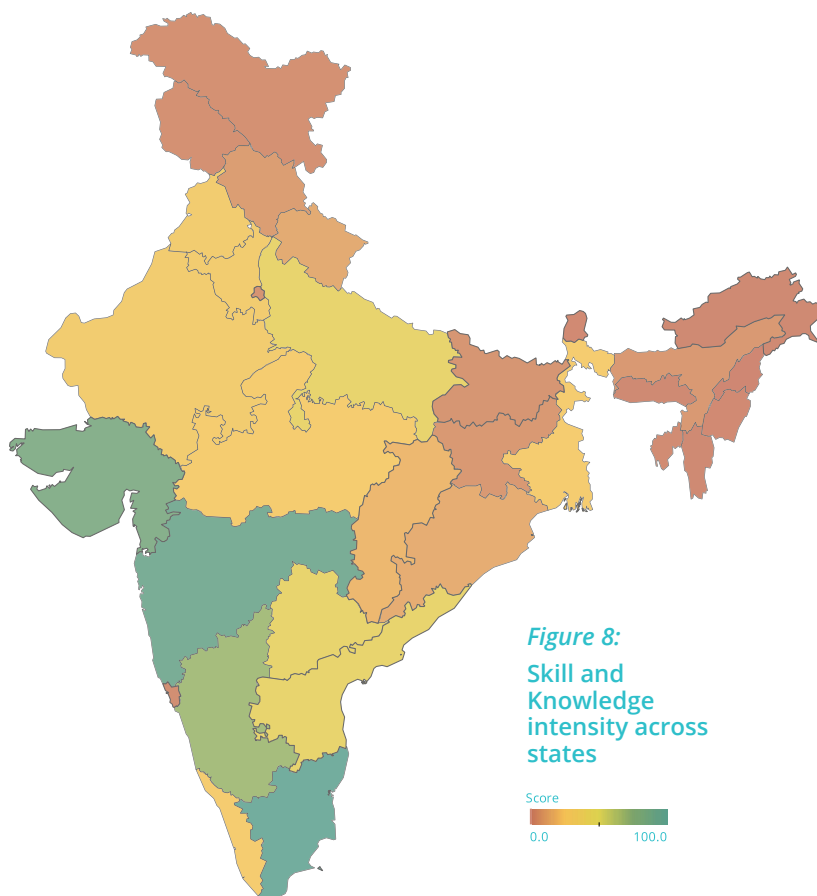 Figure 8:
Skill and
Knowledge
intensity across
states
Score
0.0 100.0